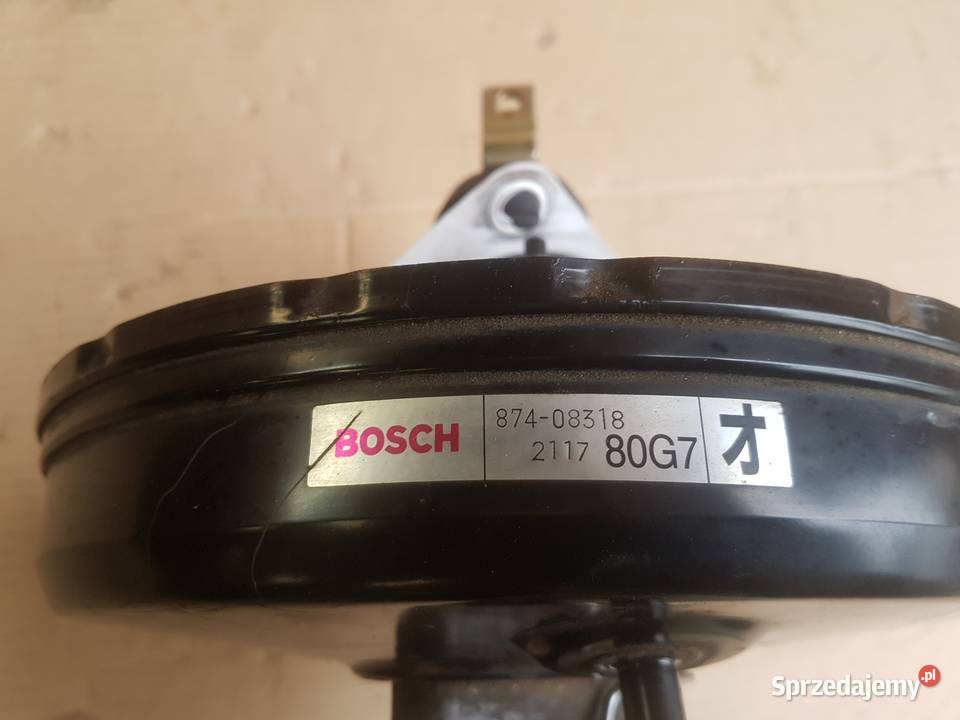 BOSCH
874-08318
2117 80G7
オ
Sprzedajemy.pl